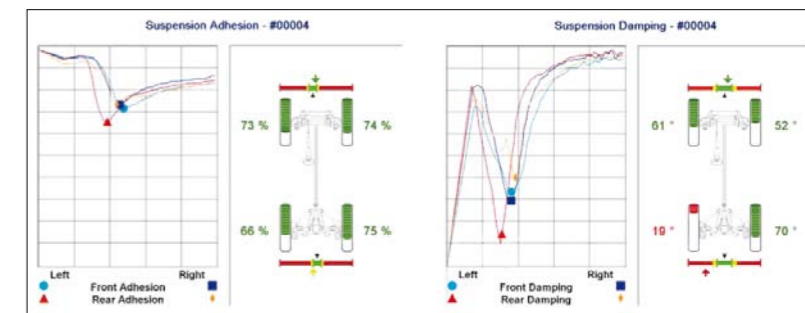 Suspension Adhesion - #00004
73 %
74 %
66 %
75 %
Left
Right
Front Adhesion
Rear Adhesion
Suspension Damping - #00004
61 °
52 °
19 °
70 °
Left
Right
Front Damping
Rear Damping